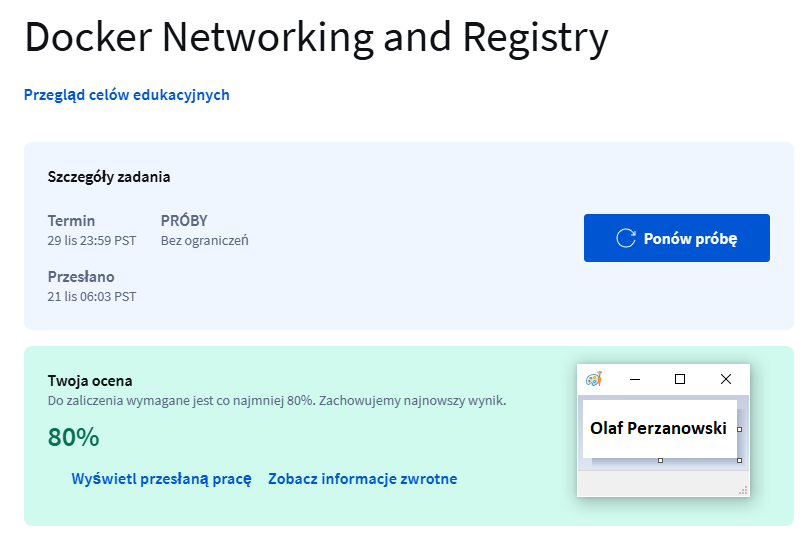 Docker Networking and Registry
Przegląd celów edukacyjnych
Szczegóły zadania
Termin
29 lis 23:59 PST
PRÓBY
Bez ograniczeń
Przesłano
21 lis 06:03 PST
Ponów próbę
Twoja ocena
Do zaliczenia wymagane jest co najmniej 80%. Zachowujemy najnowszy wynik.
80%
Wyświetl przesłaną pracę
Zobacz informacje zwrotne
Olaf Perzanowski